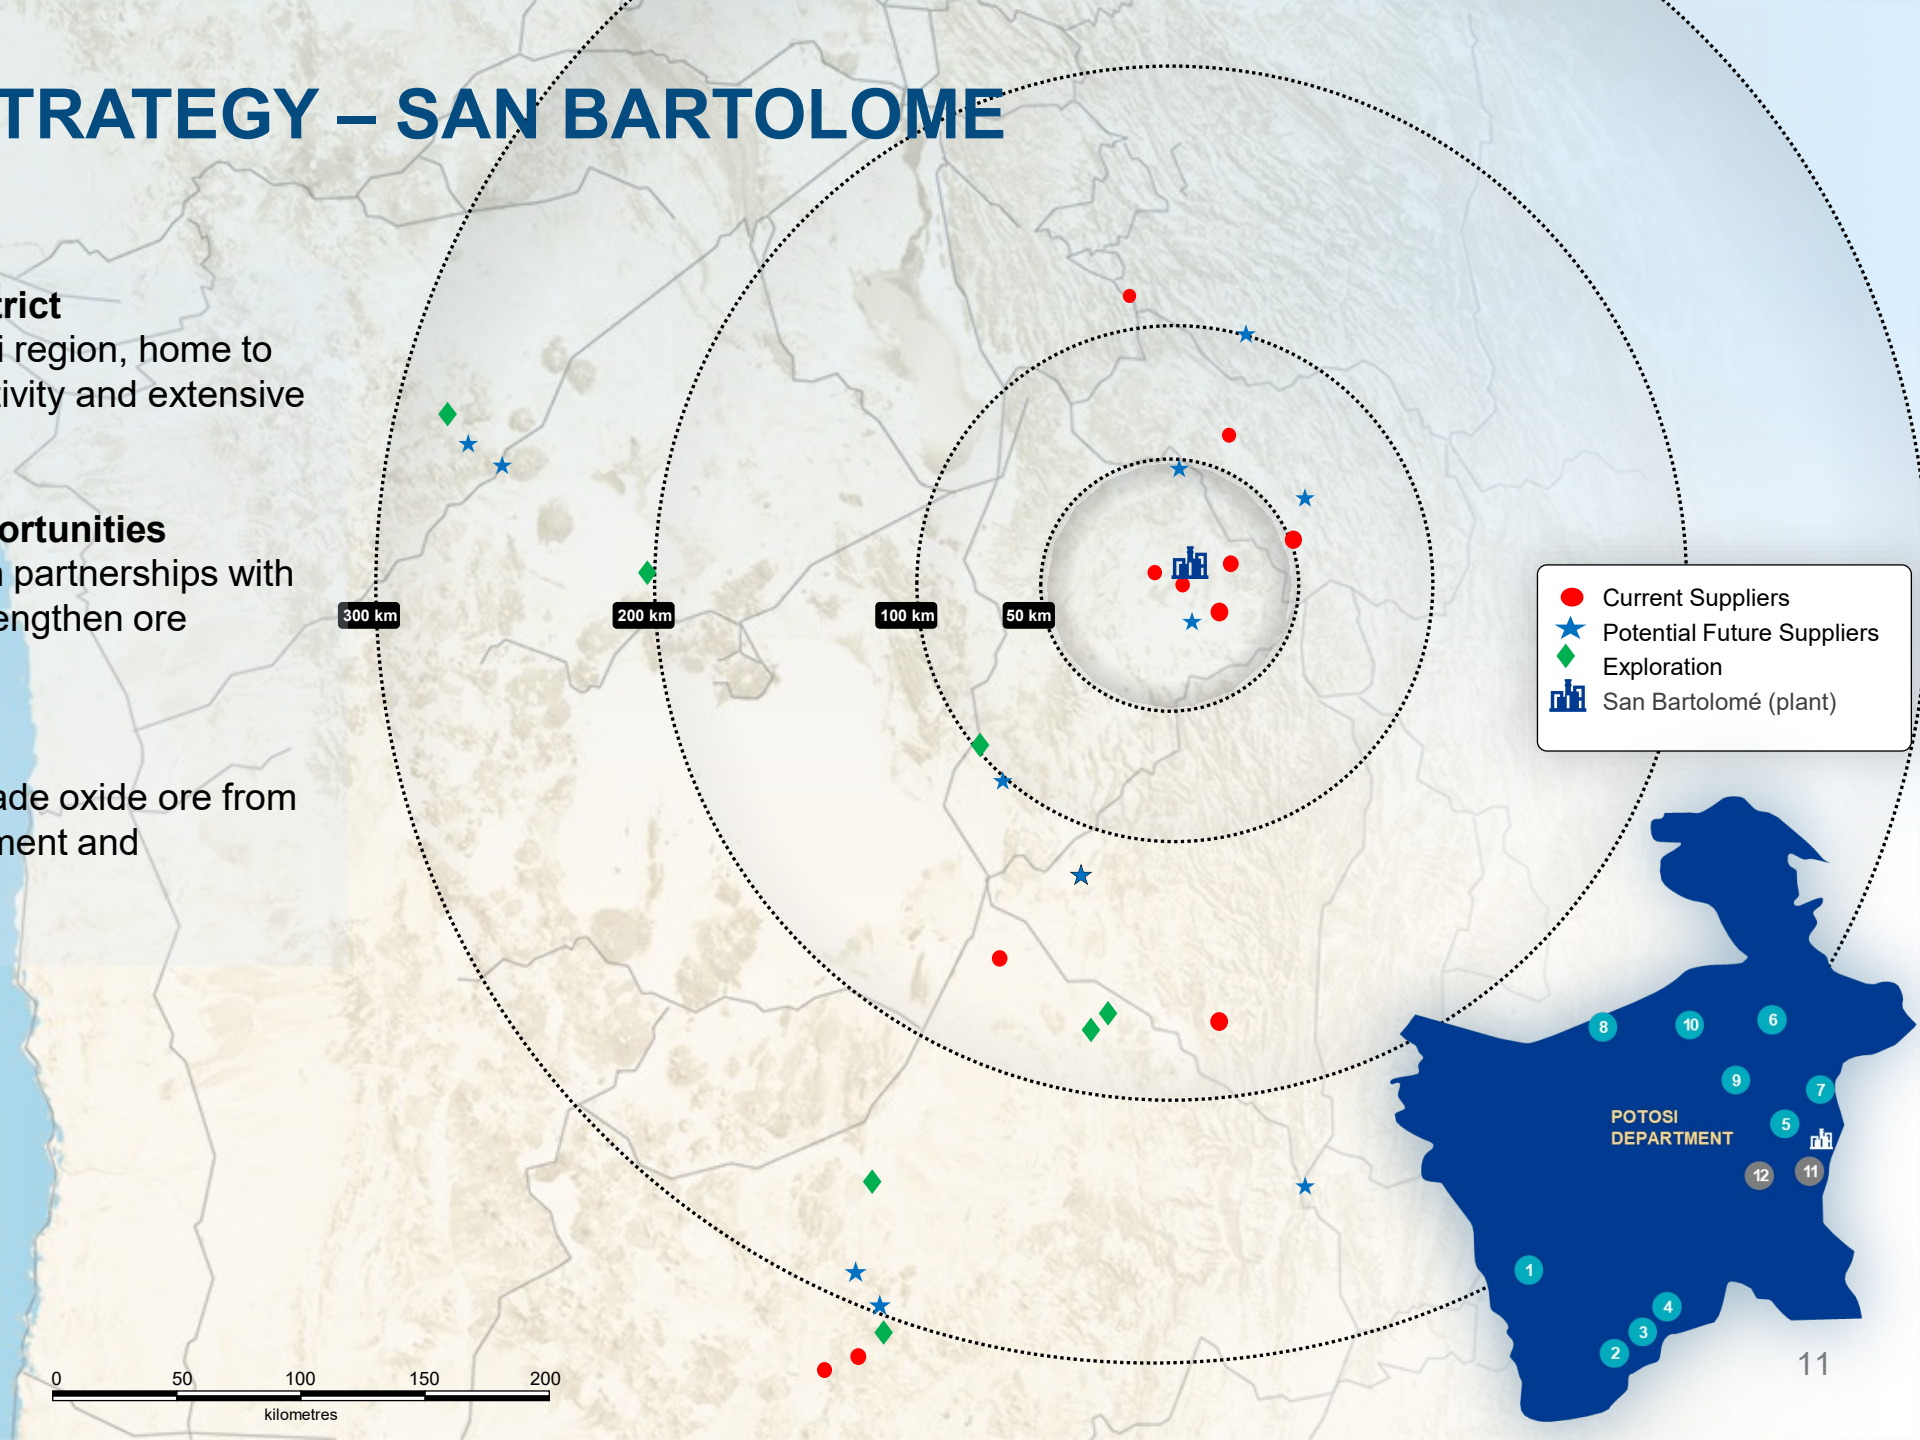 TRATEGY – SAN BARTOLOME
trict
i region, home to
tivity and extensive
ortunities
n partnerships with
engthen ore
ade oxide ore from
ment and
300 km
200 km
100 km
50 km
Current Suppliers
Potential Future Suppliers
Exploration
San Bartolomé (plant)
8
10
6
9
7
POTOSI
DEPARTMENT
5
12
11
1
4
3
2
11
0
50
100
150
200
kilometres